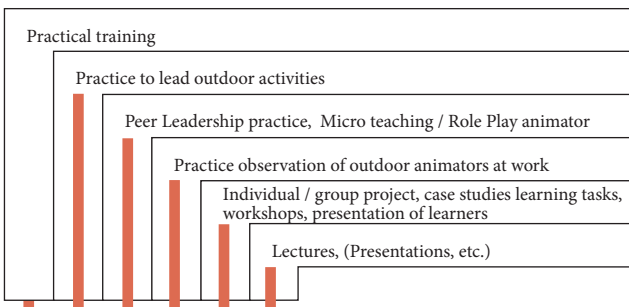 Practical training
Practice to lead outdoor activities
Peer Leadership practice, Micro teaching / Role Play animator
Practice observation of outdoor animators at work
Individual / group project, case studies learning tasks,
workshops, presentation of learners
Lectures, (Presentations, etc.)